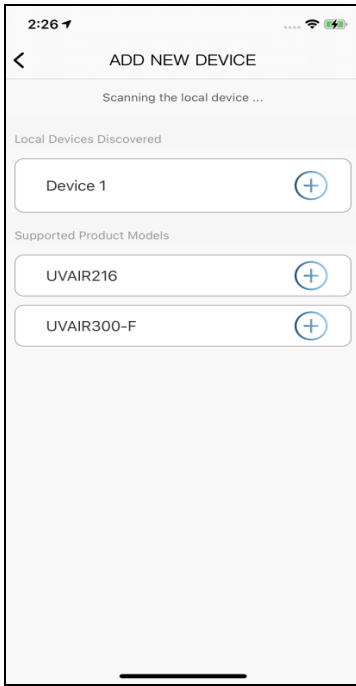 2:26
ADD NEW DEVICE
Scanning the local device ...
Local Devices Discovered
Device 1
Supported Product Models
UVAIR216
UVAIR300-F